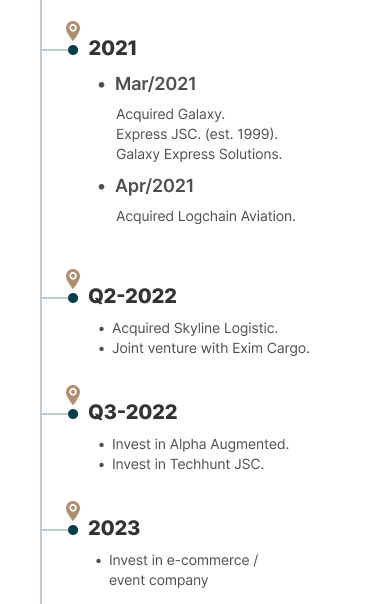 2021
• Mar/2021
Acquired Galaxy.
Express JSC. (est. 1999).
Galaxy Express Solutions.
• Apr/2021
Acquired Logchain Aviation.
Q2-2022
• Acquired Skyline Logistic.
• Joint venture with Exim Cargo.
Q3-2022
• Invest in Alpha Augmented.
• Invest in Techhunt JSC.
2023
• Invest in e-commerce /
event company